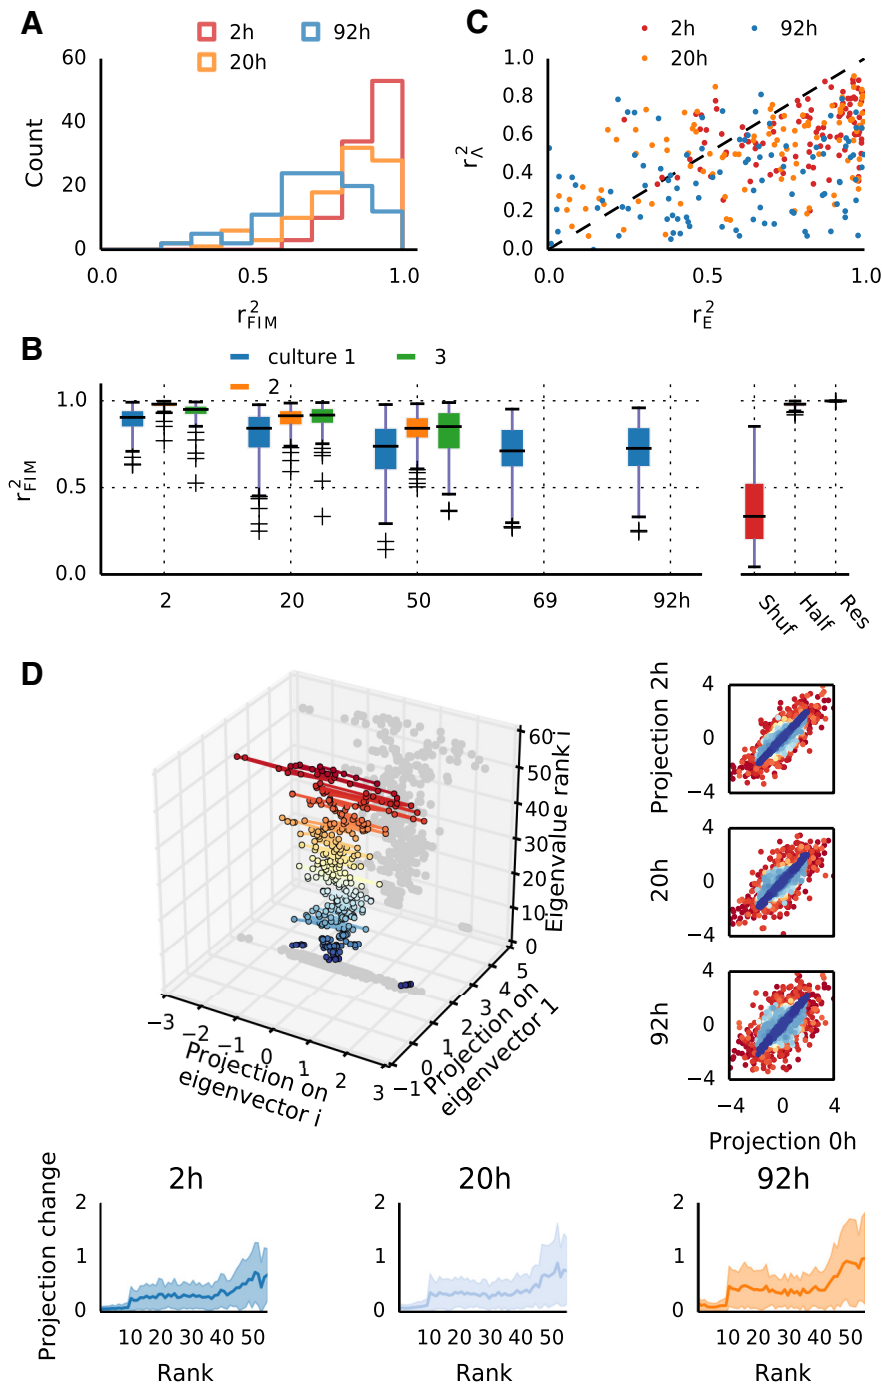 A
2h
92h
20h
60
40
20
0
Count
0.0
0.5
1.0
r²FIM
C
2h
92h
20h
1.0
0.8
0.6
0.4
0.2
0.0
r²Λ
0.0
0.5
1.0
r²E
B
culture 1
3
2
1.0
0.5
0.0
r²FIM
2
20
50
69
92h
Shuf
Half
Res
D
60
50
40
30
20
10
0
Eigenvalue rank i
−3
−2
−1
0
1
2
3
Projection on
eigenvector i
−1
0
1
2
3
4
5
Projection on
eigenvector 1
Projection 2h
4
0
−4
20h
4
0
−4
92h
4
0
−4
−4
0
4
Projection 0h
Projection change
2h
2
1
0
10 20 30 40 50
Rank
20h
2
1
0
10 20 30 40 50
Rank
92h
2
1
0
10 20 30 40 50
Rank